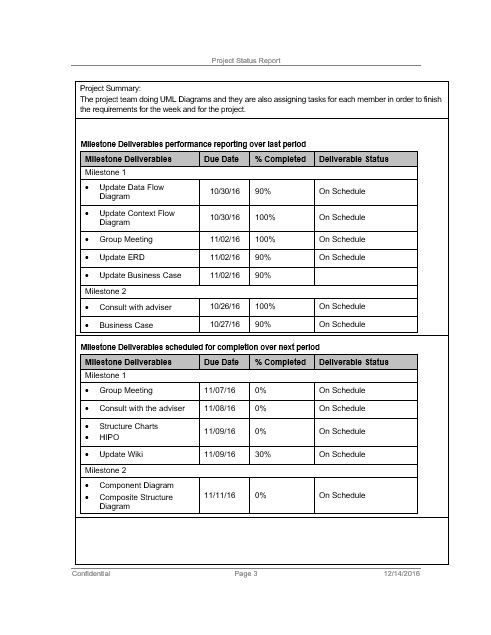 Project Status Report
Project Summary:
The project team doing UML Diagrams and they are also assigning tasks for each member in order to finish
the requirements for the week and for the project.
Milestone Deliverables performance reporting over last period
Milestone Deliverables Due Date % Completed Deliverable Status
Milestone 1
• Update Data Flow
Diagram 10/30/16 90% On Schedule
• Update Context Flow
Diagram 10/30/16 100% On Schedule
• Group Meeting 11/02/16 100% On Schedule
• Update ERD 11/02/16 90% On Schedule
• Update Business Case 11/02/16 90%
Milestone 2
• Consult with adviser 10/26/16 100% On Schedule
• Business Case 10/27/16 90% On Schedule
Milestone Deliverables scheduled for completion over next period
Milestone Deliverables Due Date % Completed Deliverable Status
Milestone 1
• Group Meeting 11/07/16 0% On Schedule
• Consult with the adviser 11/08/16 0% On Schedule
• Structure Charts
• HIPO 11/09/16 0% On Schedule
• Update Wiki 11/09/16 30% On Schedule
Milestone 2
• Component Diagram
• Composite Structure
Diagram 11/11/16 0% On Schedule
Confidential Page 3 12/14/2016